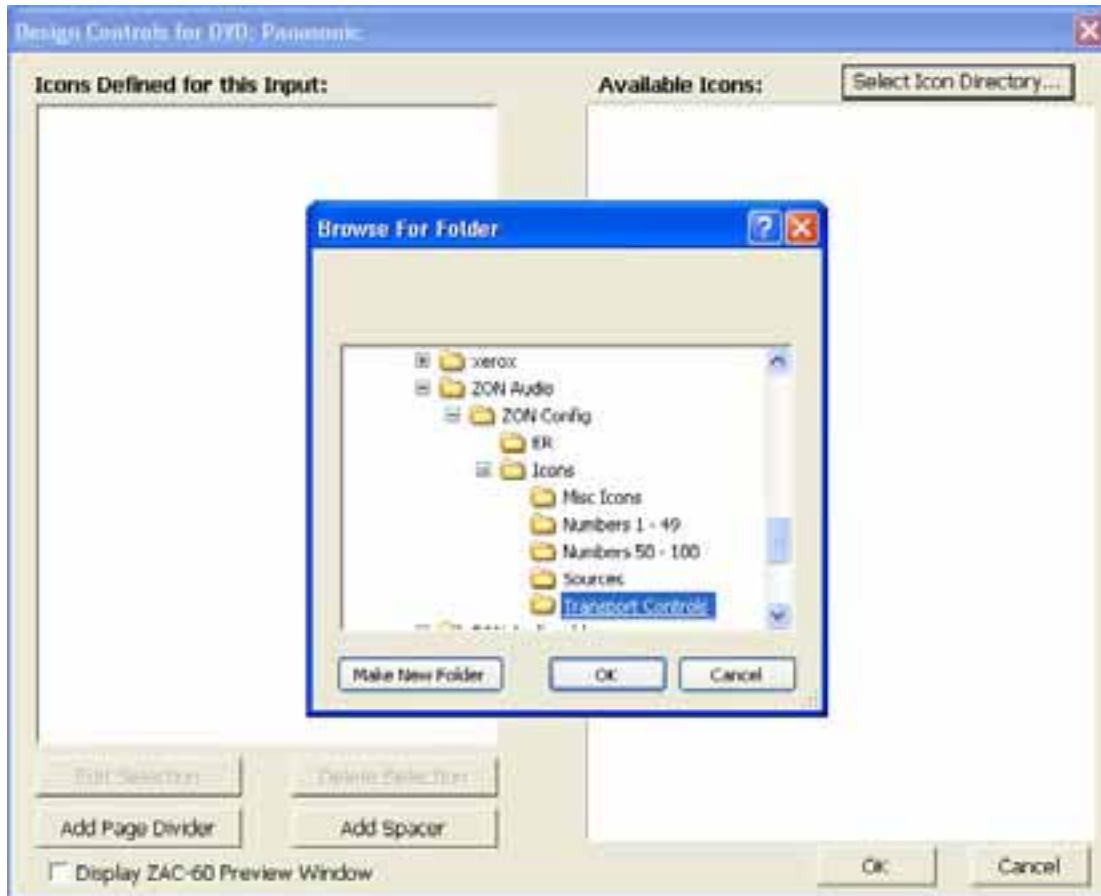 Design Controls for DVD: Panasonic
Icons Defined for this Input:
Available Icons:
Select Icon Directory...
Browse For Folder
xerox
ZON Audio
ZON Config
ER
Icons
Misc Icons
Numbers 1 - 49
Numbers 50 - 100
Sources
Transport Controls
Make New Folder
OK
Cancel
Edit Selection
Delete Selection
Add Page Divider
Add Spacer
Display ZAC-60 Preview Window
OK
Cancel